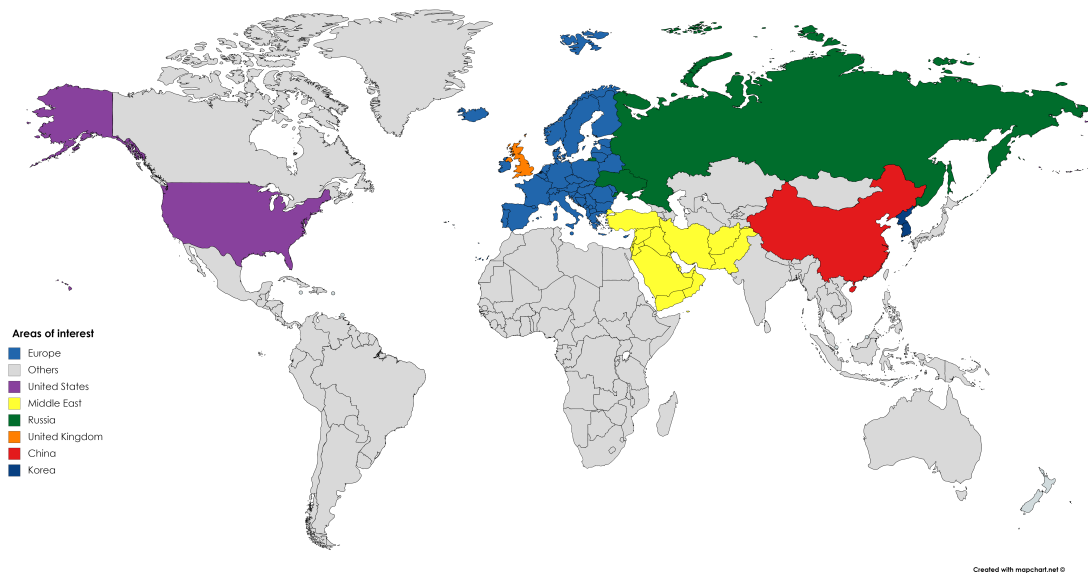 Areas of interest
Europe
Others
United States
Middle East
Russia
United Kingdom
China
Korea
Created with mapchart.net ©